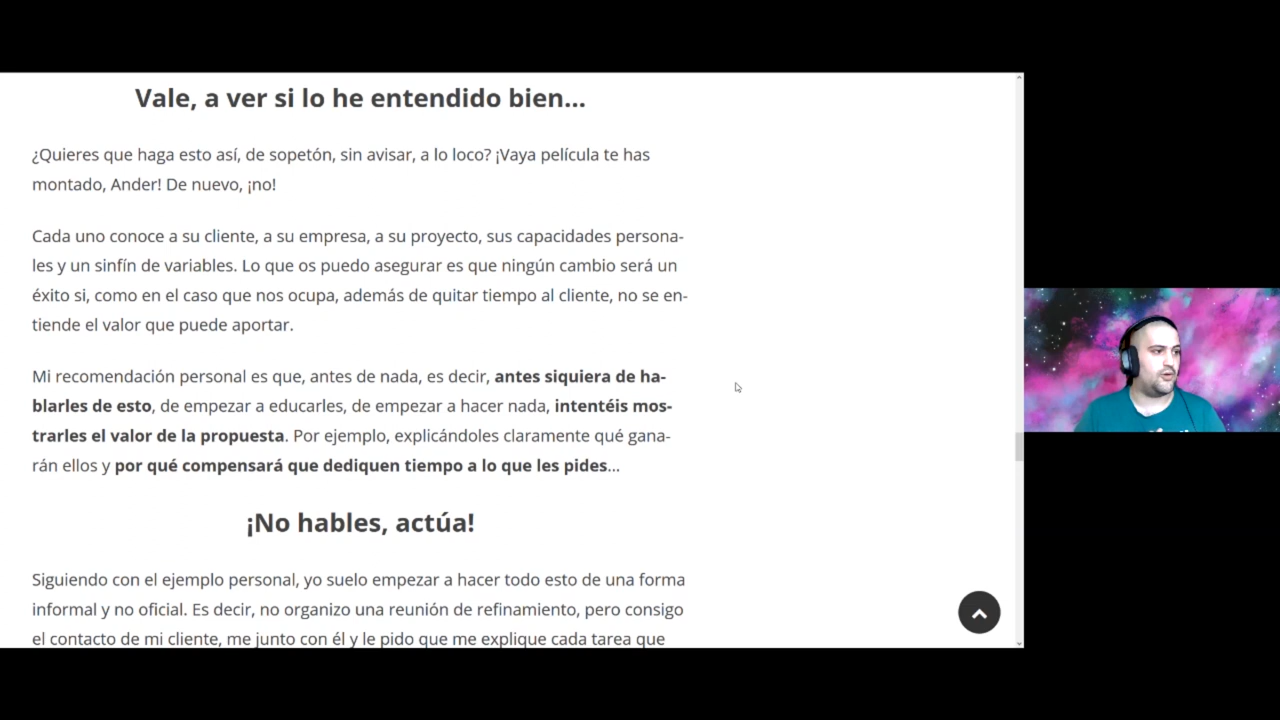 Vale, a ver si lo he entendido bien...
¿Quieres que haga esto así, de sopetón, sin avisar, a lo loco? ¡Vaya película te has
montado, Ander! De nuevo, ¡no!
Cada uno conoce a su cliente, a su empresa, a su proyecto, sus capacidades persona-
les y un sinfín de variables. Lo que os puedo asegurar es que ningún cambio será un
éxito si, como en el caso que nos ocupa, además de quitar tiempo al cliente, no se en-
tiende el valor que puede aportar.
Mi recomendación personal es que, antes de nada, es decir, antes siquiera de ha-
blarles de esto, de empezar a educarles, de empezar a hacer nada, intentéis mos-
trarles el valor de la propuesta. Por ejemplo, explicándoles claramente qué gana-
rán ellos y por qué compensará que dediquen tiempo a lo que les pides...
¡No hables, actúa!
Siguiendo con el ejemplo personal, yo suelo empezar a hacer todo esto de una forma
informal y no oficial. Es decir, no organizo una reunión de refinamiento, pero consigo
el contacto de mi cliente, me junto con él y le pido que me explique cada tarea que